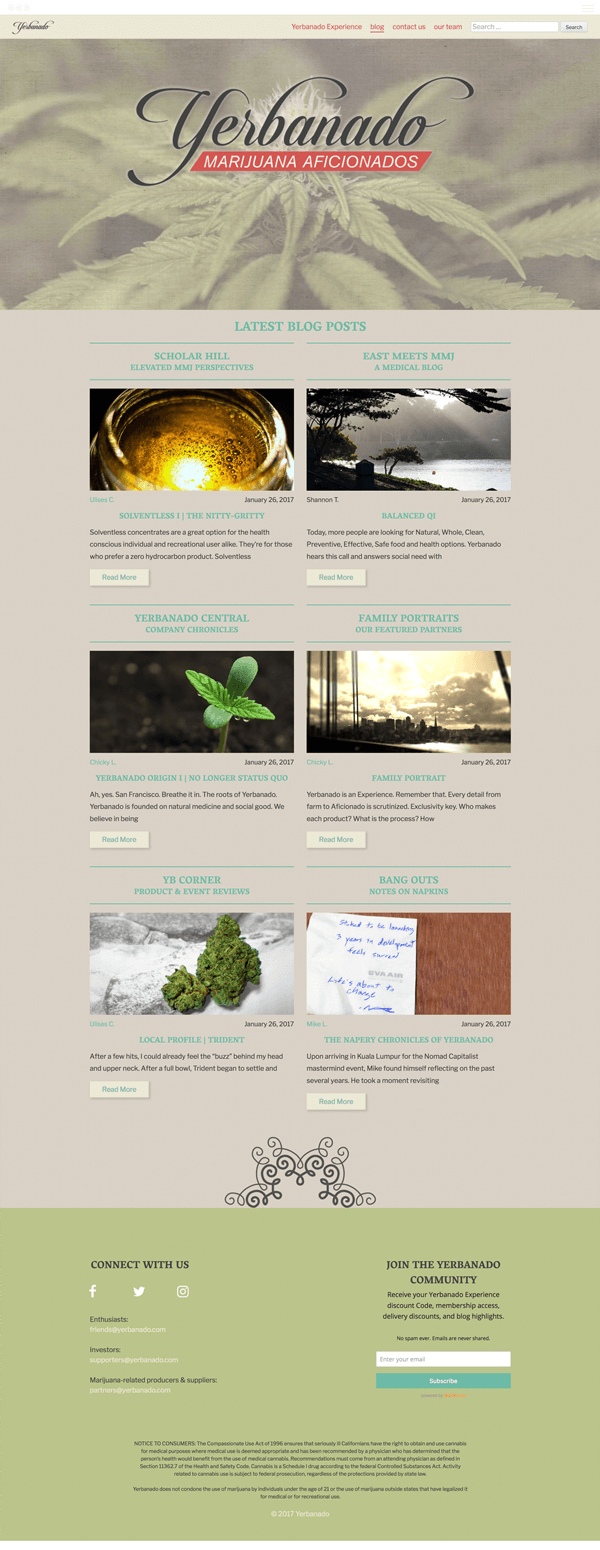 Yerbanado
Yerbanado Experience blog contact us our team Search ... Search
Yerbanado
MARIJUANA AFICIONADOS
LATEST BLOG POSTS
SCHOLAR HILL
ELEVATED MMJ PERSPECTIVES
Ulises C. January 26, 2017
SOLVENTLESS I | THE NITTY-GRITTY
Solventless concentrates are a great option for the health
conscious individual and recreational user alike. They're for those
who prefer a zero hydrocarbon product. Solventless
Read More
EAST MEETS MMJ
A MEDICAL BLOG
Shannon T. January 26, 2017
BALANCED QI
Today, more people are looking for Natural, Whole, Clean,
Preventive, Effective, Safe food and health options. Yerbanado
hears this call and answers social need with
Read More
YERBANADO CENTRAL
COMPANY CHRONICLES
Chicky L. January 26, 2017
YERBANADO ORIGIN I | NO LONGER STATUS QUO
Ah, yes. San Francisco. Breathe it in. The roots of Yerbanado.
Yerbanado is founded on natural medicine and social good. We
believe in being
Read More
FAMILY PORTRAITS
OUR FEATURED PARTNERS
Chicky L. January 26, 2017
FAMILY PORTRAIT
Yerbanado is an Experience. Remember that. Every detail from
farm to Aficionado is scrutinized. Exclusivity key. Who makes
each product? What is the process? How
Read More
YB CORNER
PRODUCT & EVENT REVIEWS
Ulises C. January 26, 2017
LOCAL PROFILE | TRIDENT
After a few hits, I could already feel the "buzz" behind my head
and upper neck. After a full bowl, Trident began to settle and
Read More
BANG OUTS
NOTES ON NAPKINS
Stoked to be launching
3 years in development
feels surreal
EVA AIR
Life's about to
change
Mike L. January 26, 2017
THE NAPERY CHRONICLES OF YERBANADO
Upon arriving in Kuala Lumpur for the Nomad Capitalist
mastermind event, Mike found himself reflecting on the past
several years. He took a moment revisiting
Read More
CONNECT WITH US
Enthusiasts:
friends@yerbanado.com
Investors:
supporters@yerbanado.com
Marijuana-related producers & suppliers:
partners@yerbanado.com
JOIN THE YERBANADO
COMMUNITY
Receive your Yerbanado Experience
discount Code, membership access,
delivery discounts, and blog highlights.
No spam ever. Emails are never shared.
Enter your email
Subscribe
powered by
NOTICE TO CONSUMERS: The Compassionate Use Act of 1996 ensures that seriously ill Californians have the right to obtain and use cannabis
for medical purposes where medical use is deemed appropriate and has been recommended by a physician who has determined that the
person's health would benefit from the use of medical cannabis. Recommendations must come from an attending physician as defined in
Section 11362.7 of the Health and Safety Code. Cannabis is a Schedule I drug according to the federal Controlled Substances Act. Activity
related to cannabis use is subject to federal prosecution, regardless of the protections provided by state law.
Yerbanado does not condone the use of marijuana by individuals under the age of 21 or the use of marijuana outside states that have legalized it
for medical or for recreational use.
© 2017 Yerbanado